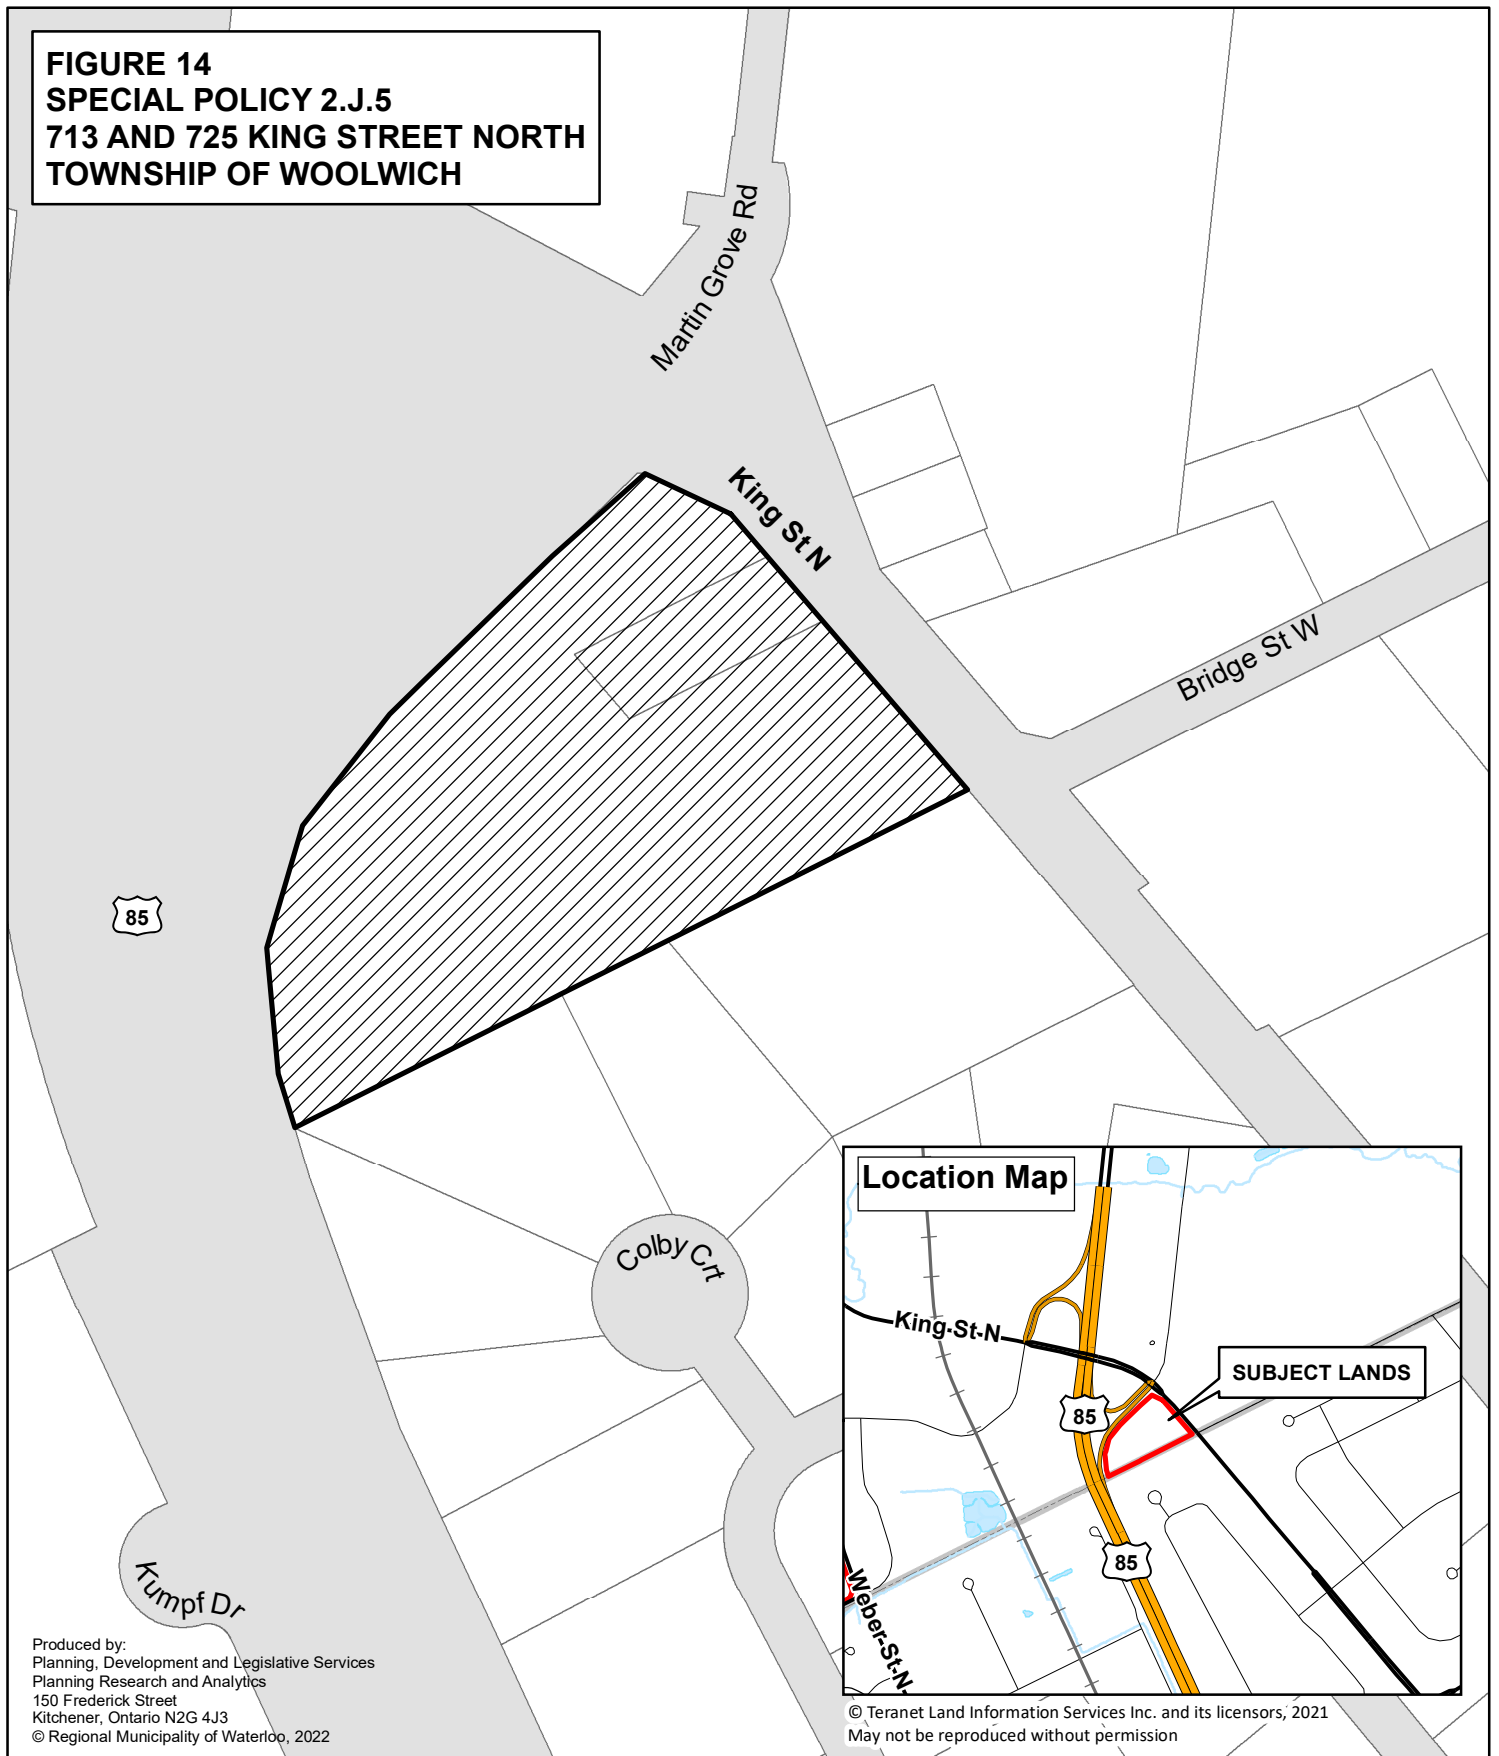 FIGURE 14
SPECIAL POLICY 2.J.5
713 AND 725 KING STREET NORTH
TOWNSHIP OF WOOLWICH
Martin Grove Rd
King St N
Bridge St W
85
Colby Crt
Kumpf Dr
Location Map
King-St-N
SUBJECT LANDS
85
85
Weber-St-N
Produced by:
Planning, Development and Legislative Services
Planning Research and Analytics
150 Frederick Street
Kitchener, Ontario N2G 4J3
© Regional Municipality of Waterloo, 2022
© Teranet Land Information Services Inc. and its licensors, 2021
May not be reproduced without permission